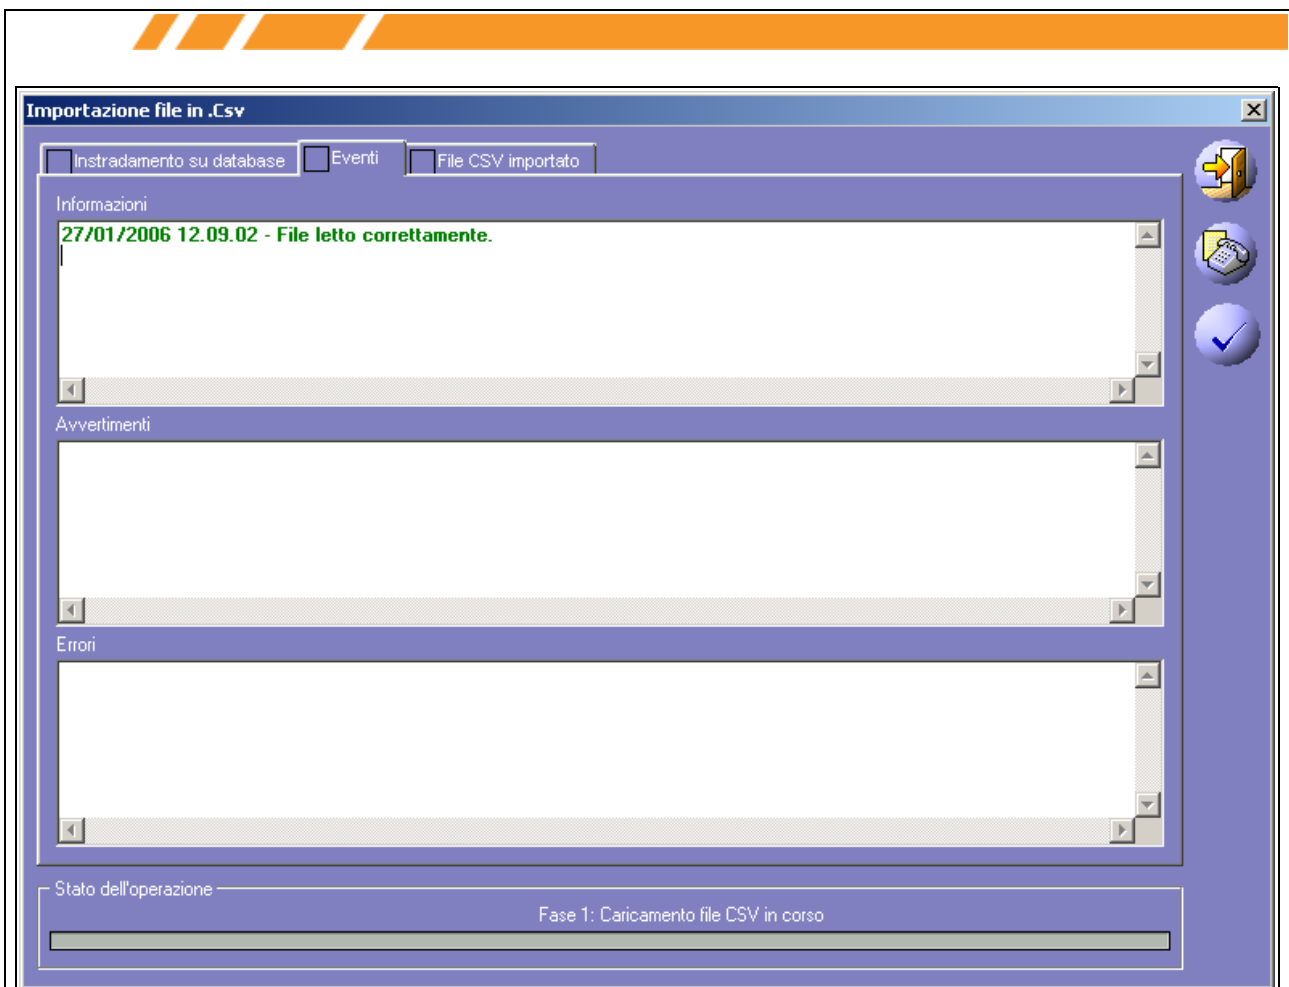 Importazione file in .Csv
Instradamento su database
Eventi
File CSV importato
Informazioni
27/01/2006 12.09.02 - File letto correttamente.
Avvertimenti
Errori
Stato dell'operazione
Fase 1: Caricamento file CSV in corso